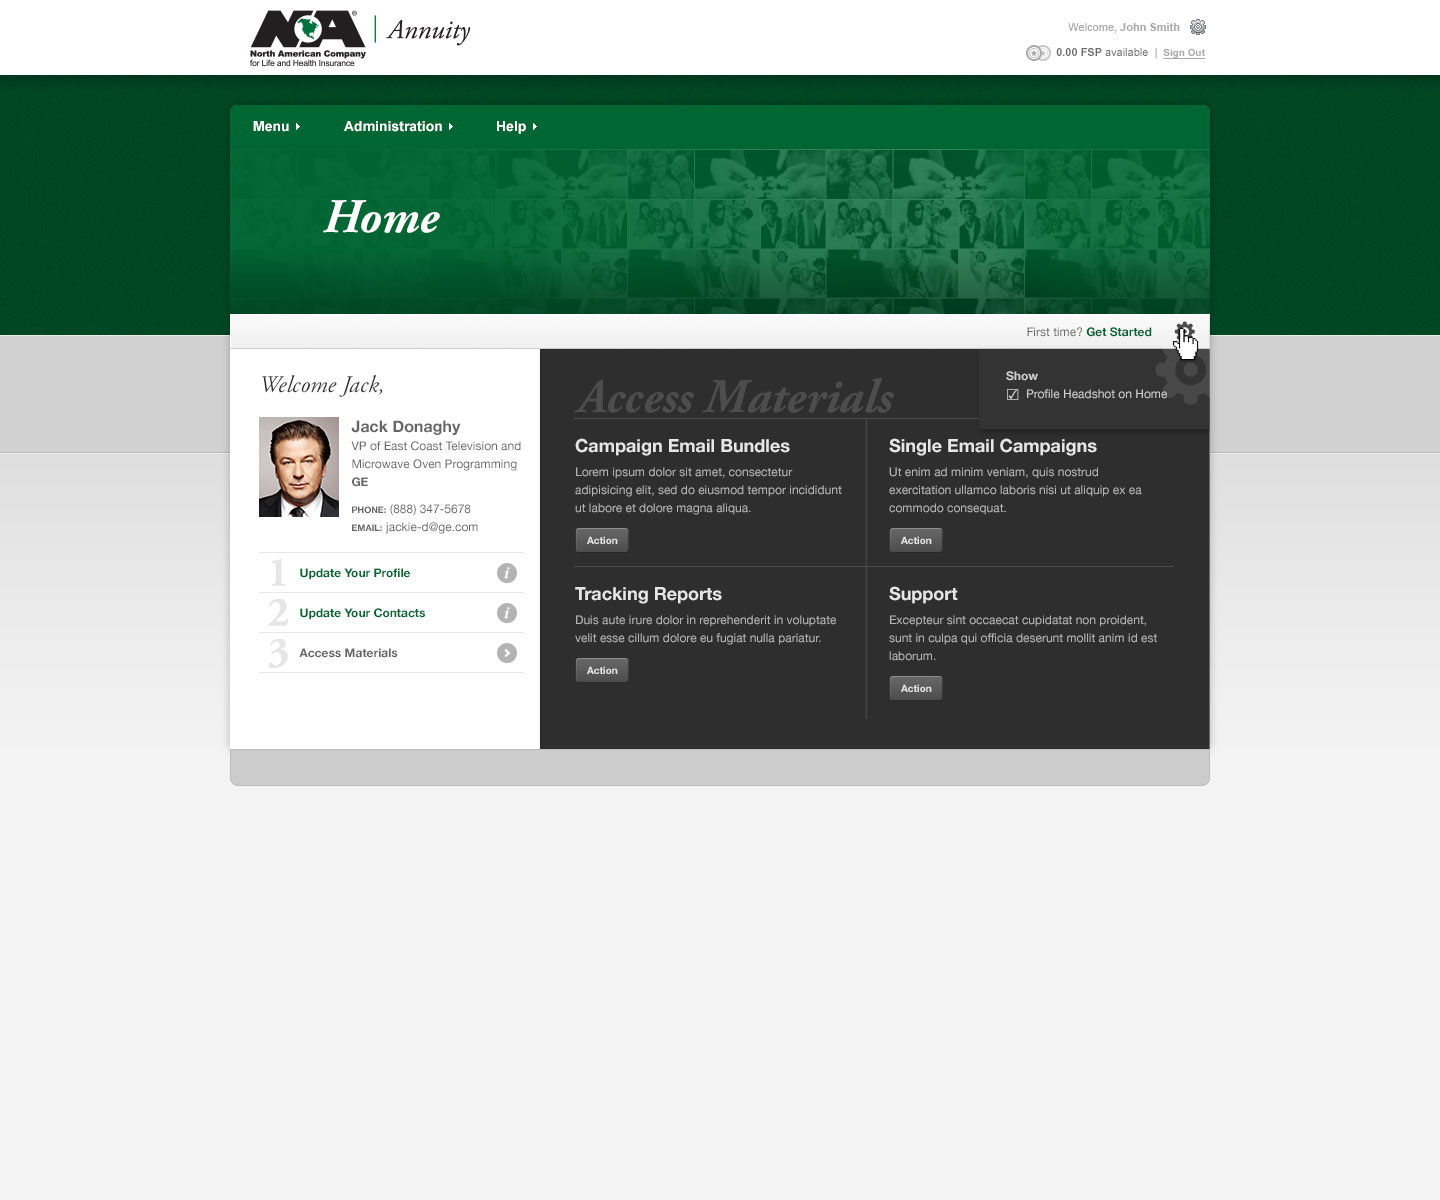 NACA
®
North American Company
for Life and Health Insurance
Annuity
Welcome, John Smith
0.00 FSP available | Sign Out
Menu
Administration
Help
Home
First time? Get Started
Show
Profile Headshot on Home
Welcome Jack,
Jack Donaghy
VP of East Coast Television and
Microwave Oven Programming
GE
PHONE: (888) 347-5678
EMAIL: jackie-d@ge.com
1 Update Your Profile i
2 Update Your Contacts i
3 Access Materials
Access Materials
Campaign Email Bundles
Lorem ipsum dolor sit amet, consectetur
adipisicing elit, sed do eiusmod tempor incididunt
ut labore et dolore magna aliqua.
Action
Single Email Campaigns
Ut enim ad minim veniam, quis nostrud
exercitation ullamco laboris nisi ut aliquip ex ea
commodo consequat.
Action
Tracking Reports
Duis aute irure dolor in reprehenderit in voluptate
velit esse cillum dolore eu fugiat nulla pariatur.
Action
Support
Excepteur sint occaecat cupidatat non proident,
sunt in culpa qui officia deserunt mollit anim id est
laborum.
Action